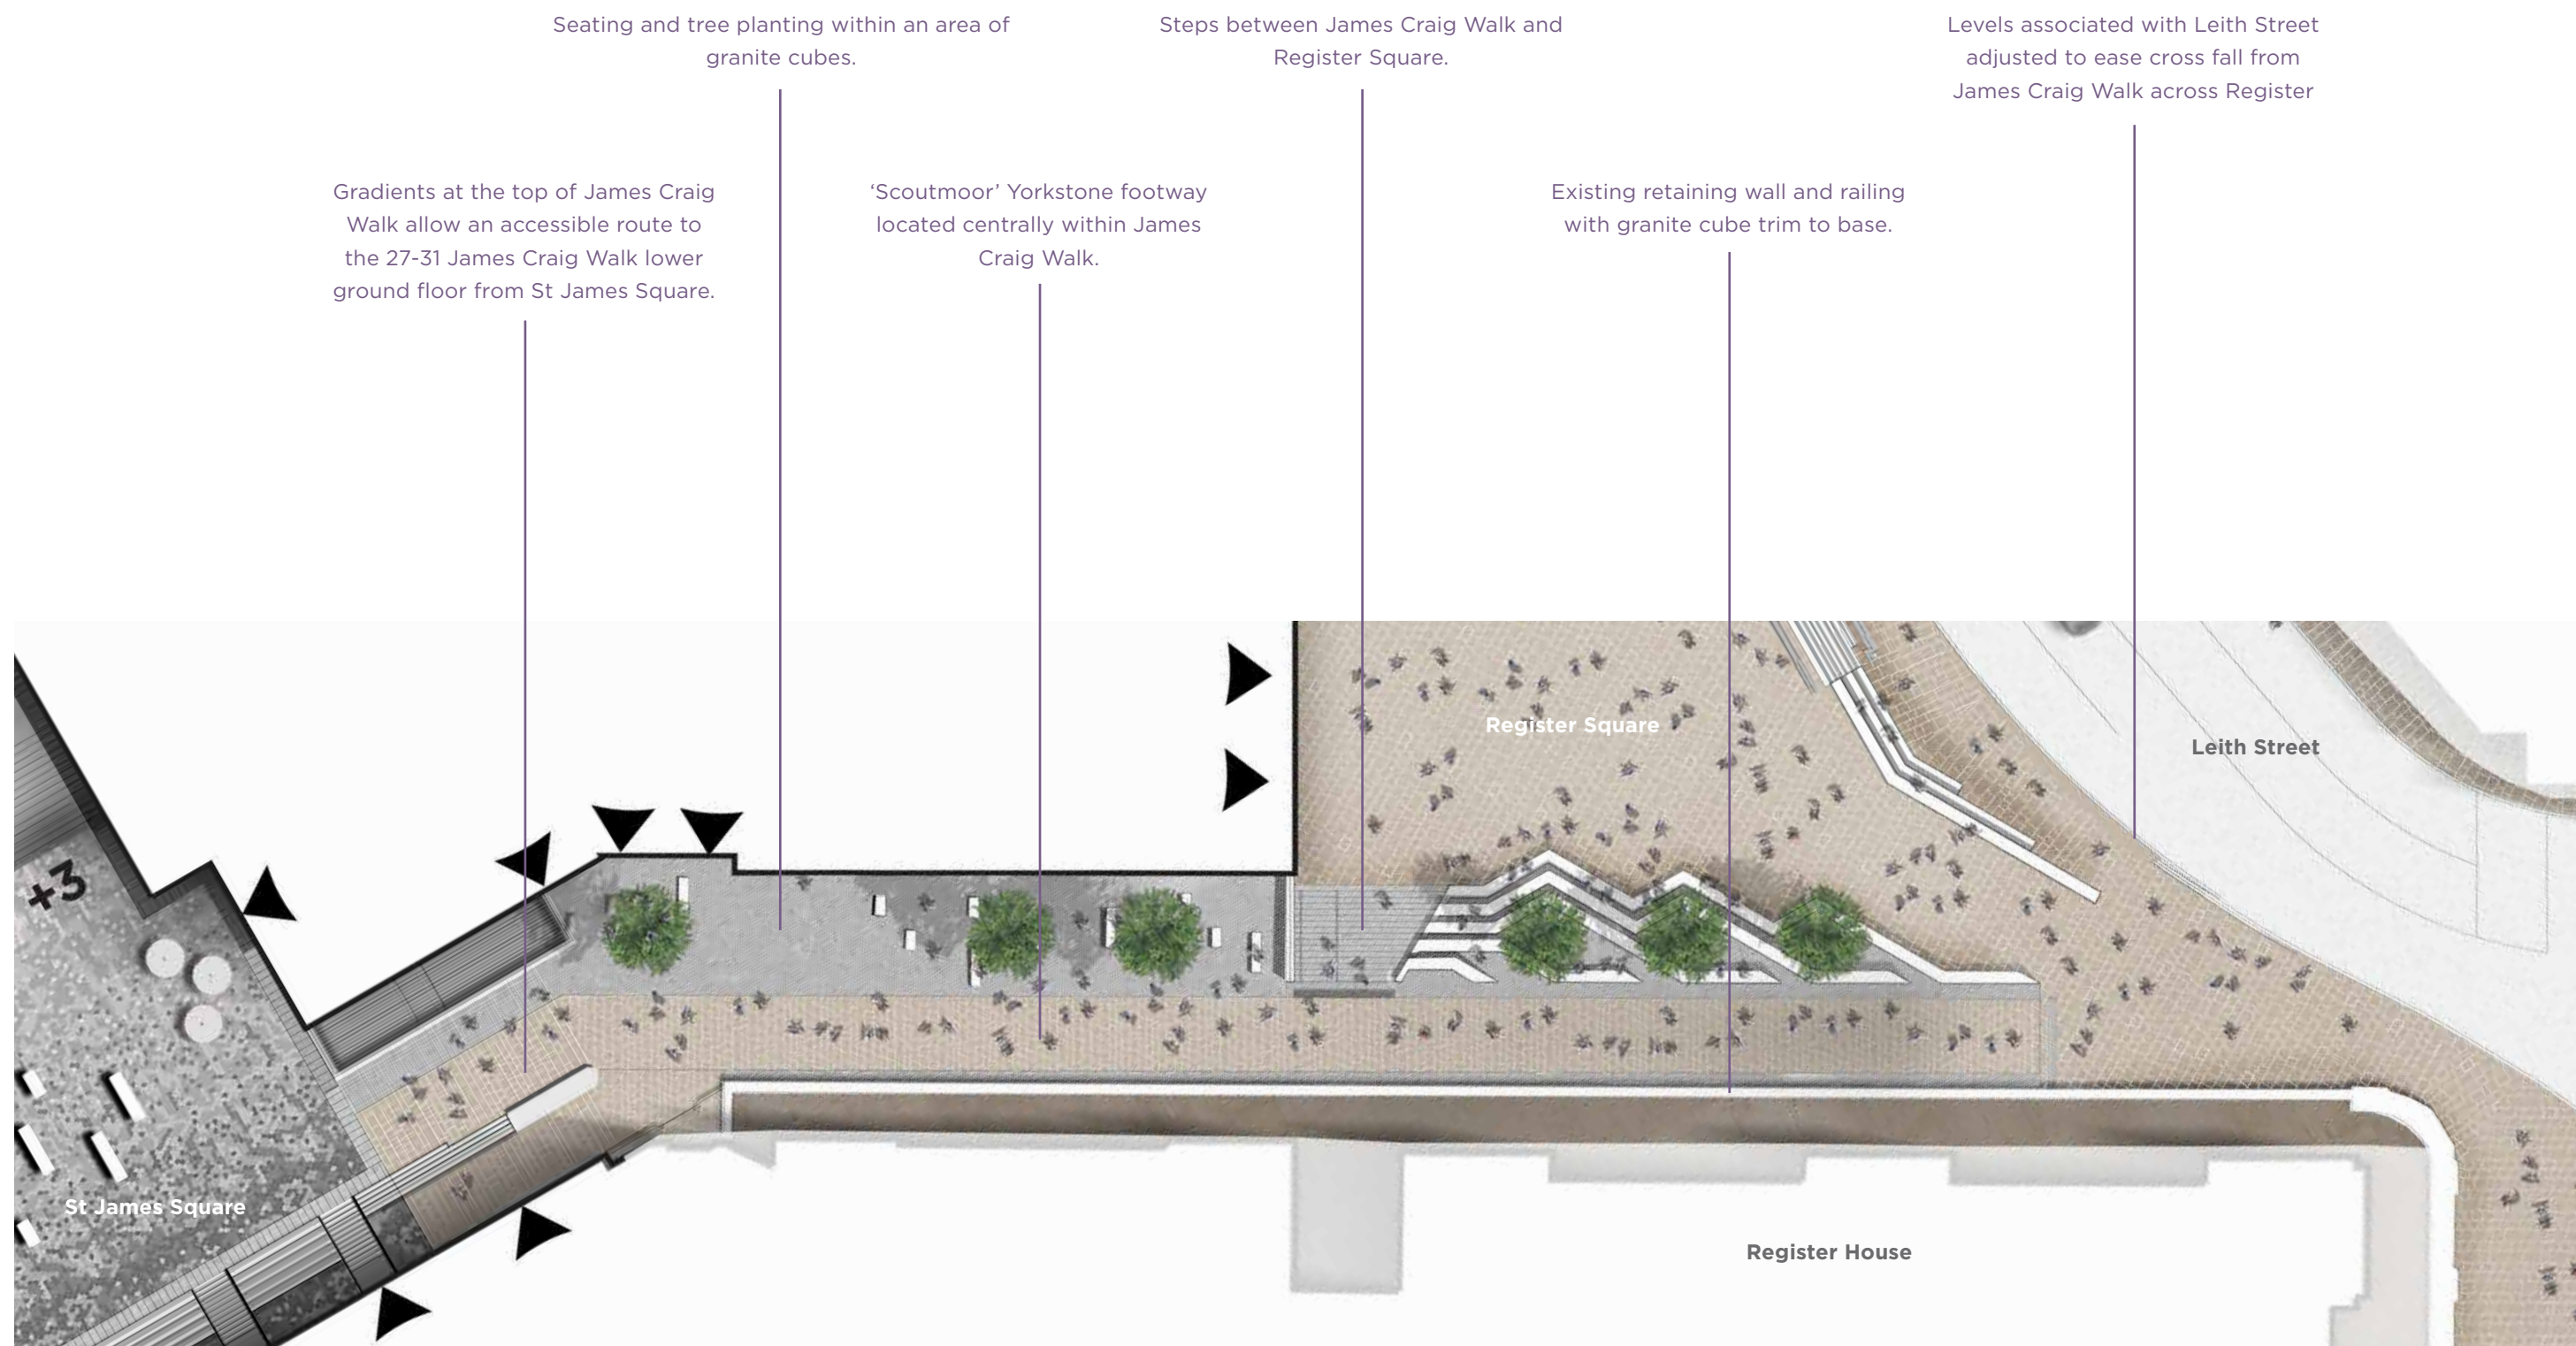 Seating and tree planting within an area of
granite cubes.
Steps between James Craig Walk and
Register Square.
Levels associated with Leith Street
adjusted to ease cross fall from
James Craig Walk across Register
Gradients at the top of James Craig
Walk allow an accessible route to
the 27-31 James Craig Walk lower
ground floor from St James Square.
‘Scoutmoor’ Yorkstone footway
located centrally within James
Craig Walk.
Existing retaining wall and railing
with granite cube trim to base.
Register Square
Leith Street
+3
St James Square
Register House